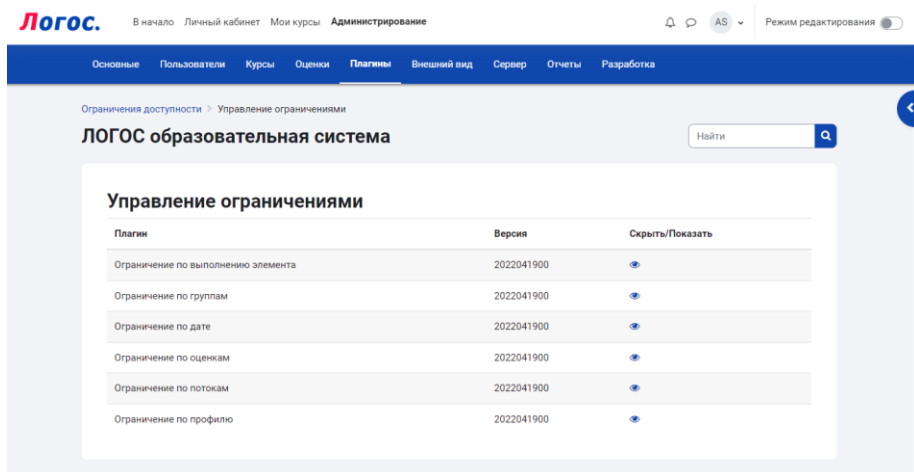 Логос. В начало Личный кабинет Мои курсы Администрирование AS Режим редактирования
Основные Пользователи Курсы Оценки Плагины Внешний вид Сервер Отчеты Разработка
Ограничения доступности > Управление ограничениями
ЛОГОС образовательная система Найти
Управление ограничениями
Плагин Версия Скрыть/Показать
Ограничение по выполнению элемента 2022041900
Ограничение по группам 2022041900
Ограничение по дате 2022041900
Ограничение по оценкам 2022041900
Ограничение по потокам 2022041900
Ограничение по профилю 2022041900